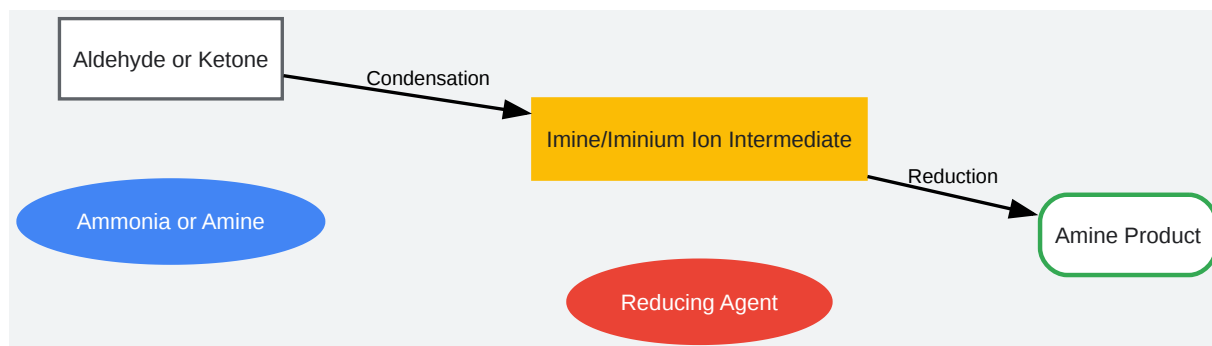 Aldehyde or Ketone
Condensation
Imine/Iminium Ion Intermediate
Reduction
Ammonia or Amine
Amine Product
Reducing Agent